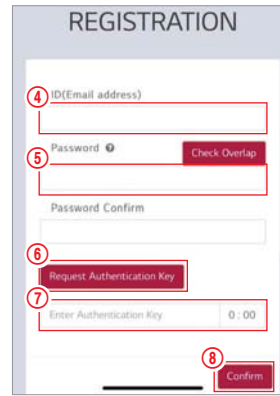 REGISTRATION
④ ID(Email address)
Password ?
Check Overlap
⑤
Password Confirm
⑥
Request Authentication Key
⑦
Enter Authentication Key 0:00
⑧
Confirm